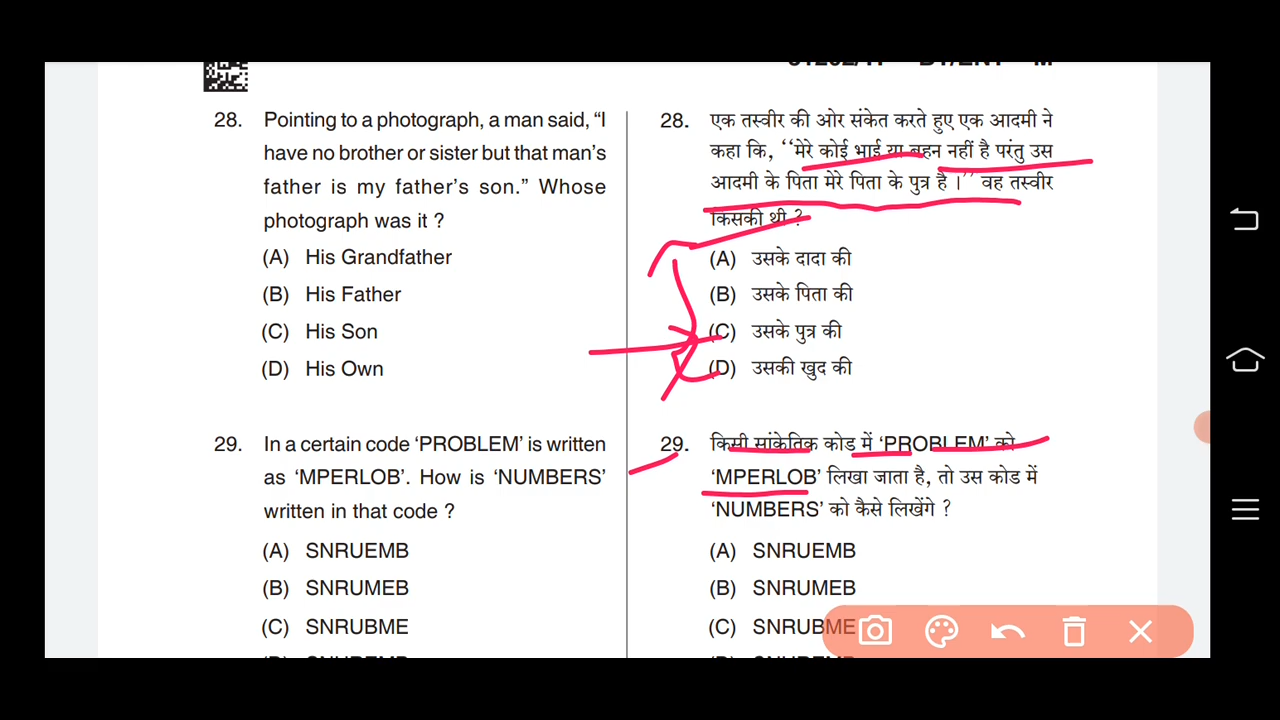 28. Pointing to a photograph, a man said, “I
have no brother or sister but that man’s
father is my father’s son.” Whose
photograph was it ?
(A) His Grandfather
(B) His Father
(C) His Son
(D) His Own
29. In a certain code ‘PROBLEM’ is written
as ‘MPERLOB’. How is ‘NUMBERS’
written in that code ?
(A) SNRUEMB
(B) SNRUMEB
(C) SNRUBME
28. एक तस्वीर की ओर संकेत करते हुए एक आदमी ने
कहा कि, ‘‘मेरे कोई भाई या बहन नहीं है परंतु उस
आदमी के पिता मेरे पिता के पुत्र है ।’’ वह तस्वीर
किसकी थी ?
(A) उसके दादा की
(B) उसके पिता की
(C) उसके पुत्र की
(D) उसकी खुद की
29. किसी सांकेतिक कोड में ‘PROBLEM’ को
‘MPERLOB’ लिखा जाता है, तो उस कोड में
‘NUMBERS’ को कैसे लिखेंगे ?
(A) SNRUEMB
(B) SNRUMEB
(C) SNRUBME